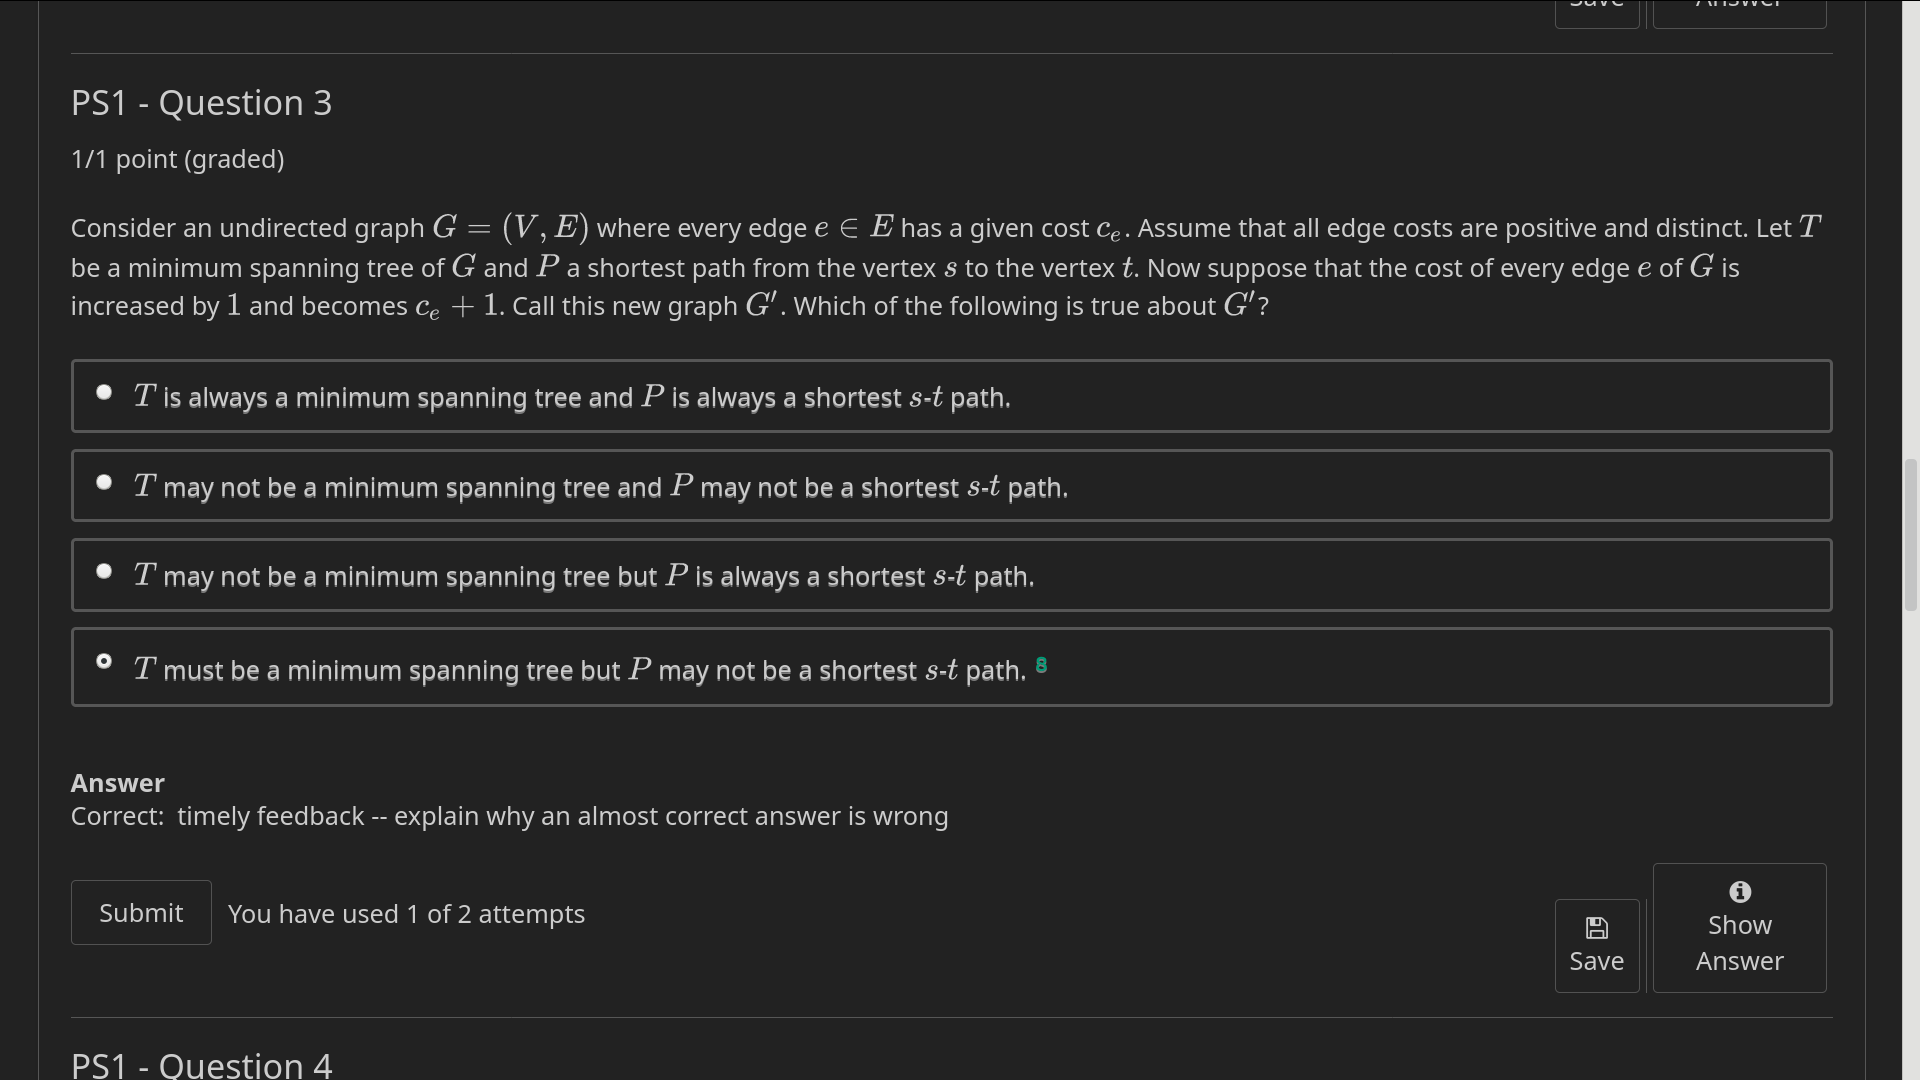 Save
Answer
PS1 - Question 3
1/1 point (graded)
Consider an undirected graph G = (V, E) where every edge e ∈ E has a given cost cₑ. Assume that all edge costs are positive and distinct. Let T
be a minimum spanning tree of G and P a shortest path from the vertex s to the vertex t. Now suppose that the cost of every edge e of G is
increased by 1 and becomes cₑ + 1. Call this new graph G′. Which of the following is true about G′?
T is always a minimum spanning tree and P is always a shortest s-t path.
T may not be a minimum spanning tree and P may not be a shortest s-t path.
T may not be a minimum spanning tree but P is always a shortest s-t path.
T must be a minimum spanning tree but P may not be a shortest s-t path. 8
Answer
Correct: timely feedback -- explain why an almost correct answer is wrong
Submit
You have used 1 of 2 attempts
Save
Show
Answer
PS1 - Question 4